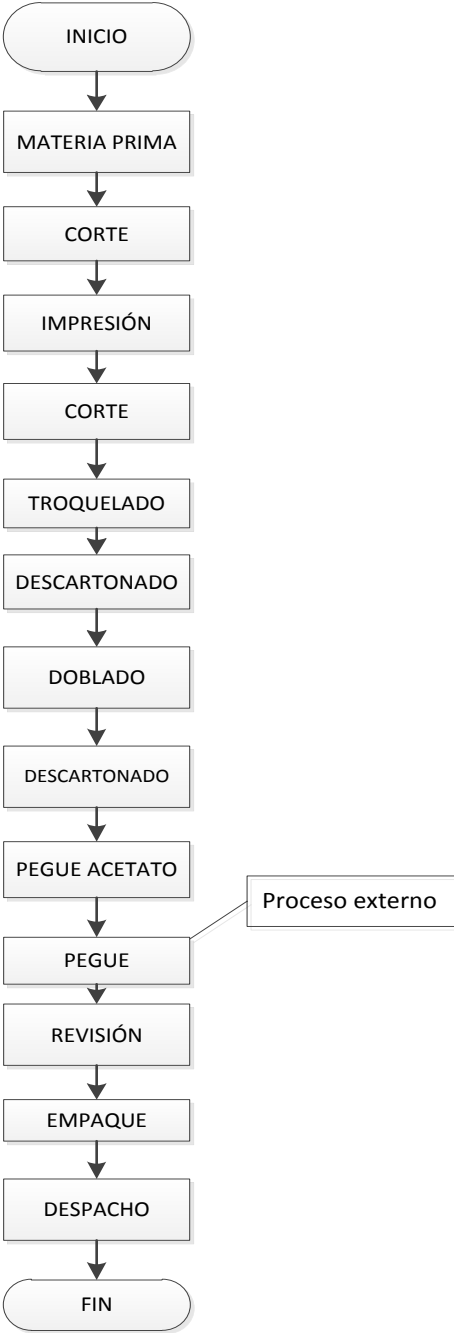 INICIO
MATERIA PRIMA
CORTE
IMPRESIÓN
CORTE
TROQUELADO
DESCARTONADO
DOBLADO
DESCARTONADO
PEGUE ACETATO
Proceso externo
PEGUE
REVISIÓN
EMPAQUE
DESPACHO
FIN